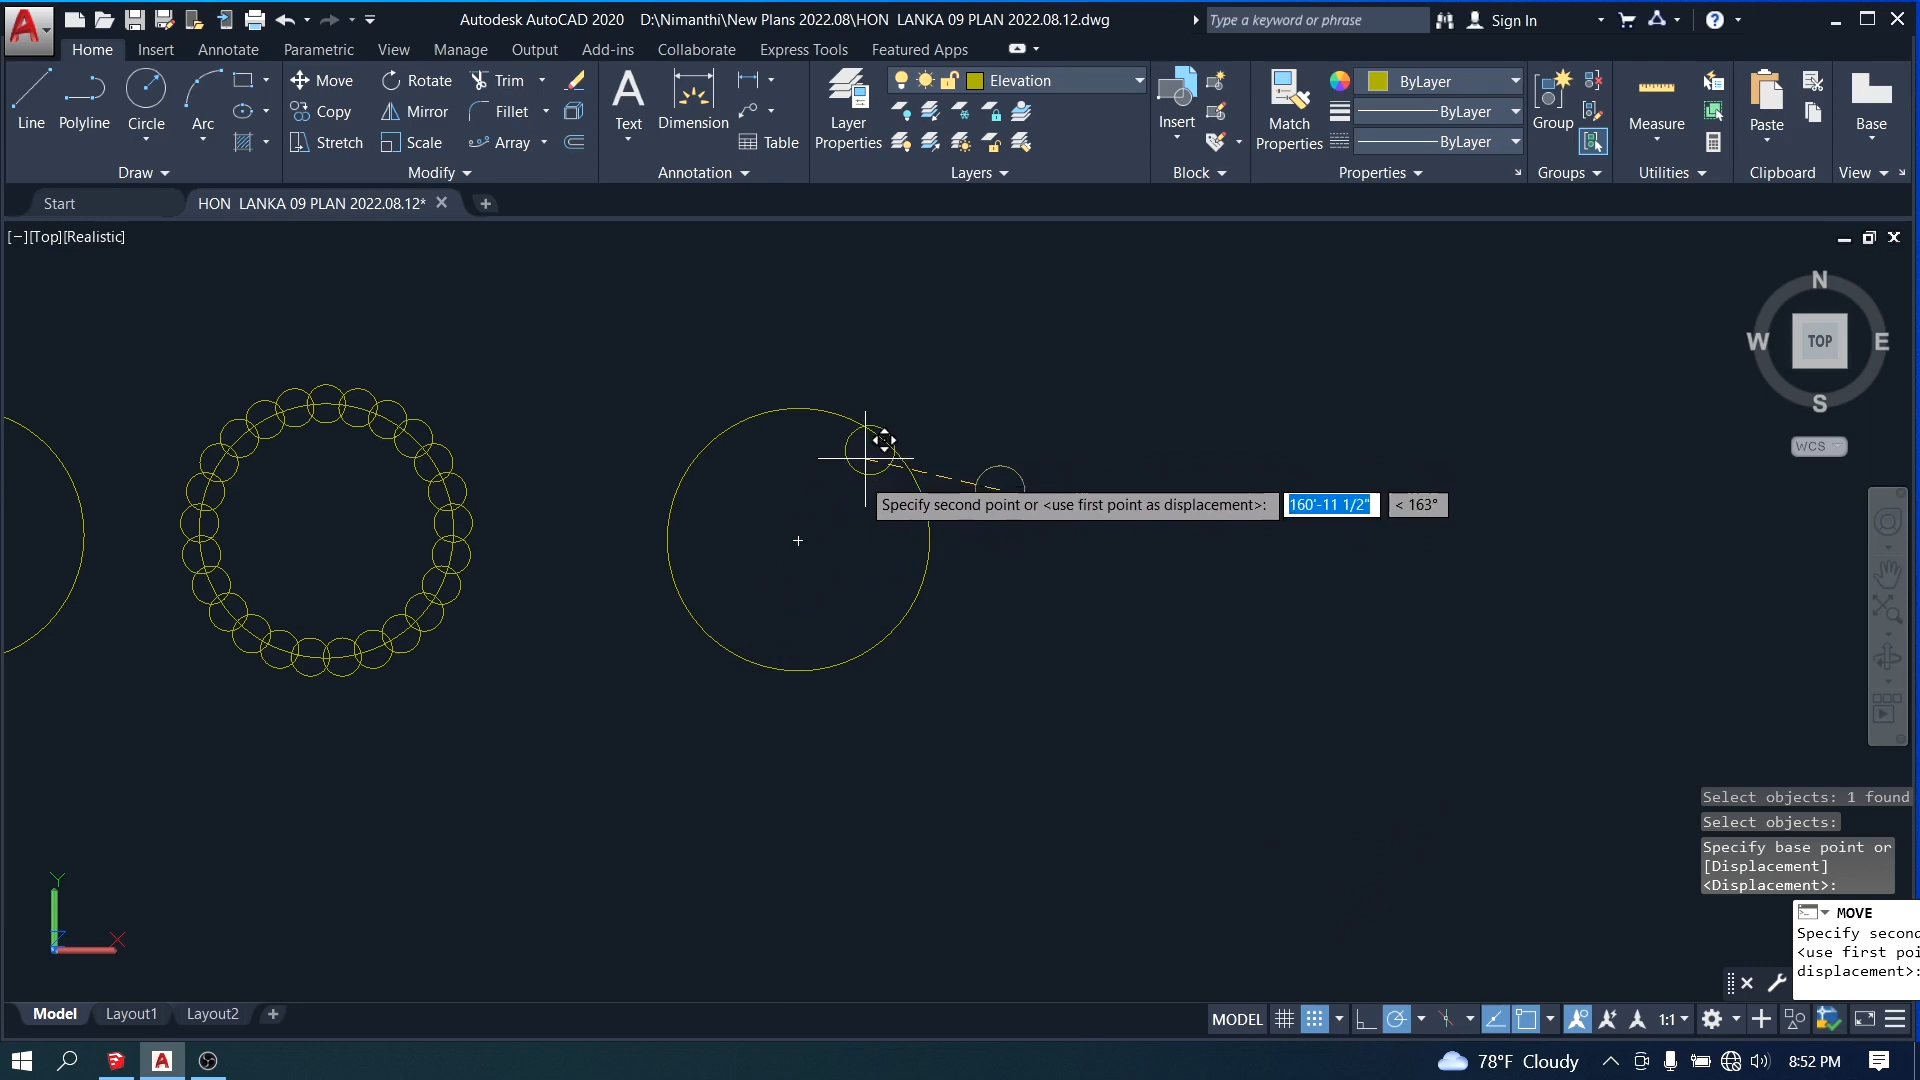 Autodesk AutoCAD 2020 D:\Nimanthi\New Plans 2022.08\HON LANKA 09 PLAN 2022.08.12.dwg
Type a keyword or phrase
Sign In
Home Insert Annotate Parametric View Manage Output Add-ins Collaborate Express Tools Featured Apps
Line Polyline Circle Arc
Move Rotate Trim
Copy Mirror Fillet
Stretch Scale Array
Text Dimension
Table
Layer Properties
Elevation
Insert
Match Properties
ByLayer
ByLayer
ByLayer
Group
Measure
Paste
Base
Draw Modify Annotation Layers Block Properties Groups Utilities Clipboard View
Start HON LANKA 09 PLAN 2022.08.12*
[−][Top][Realistic]
N
W TOP E
S
WCS
Specify second point or <use first point as displacement>: 160'-11 1/2" < 163°
Select objects: 1 found
Select objects:
Specify base point or
[Displacement]
<Displacement>:
MOVE
Specify second
<use first poi
displacement>:
Y
X
Model Layout1 Layout2
MODEL 1:1
78°F Cloudy 8:52 PM